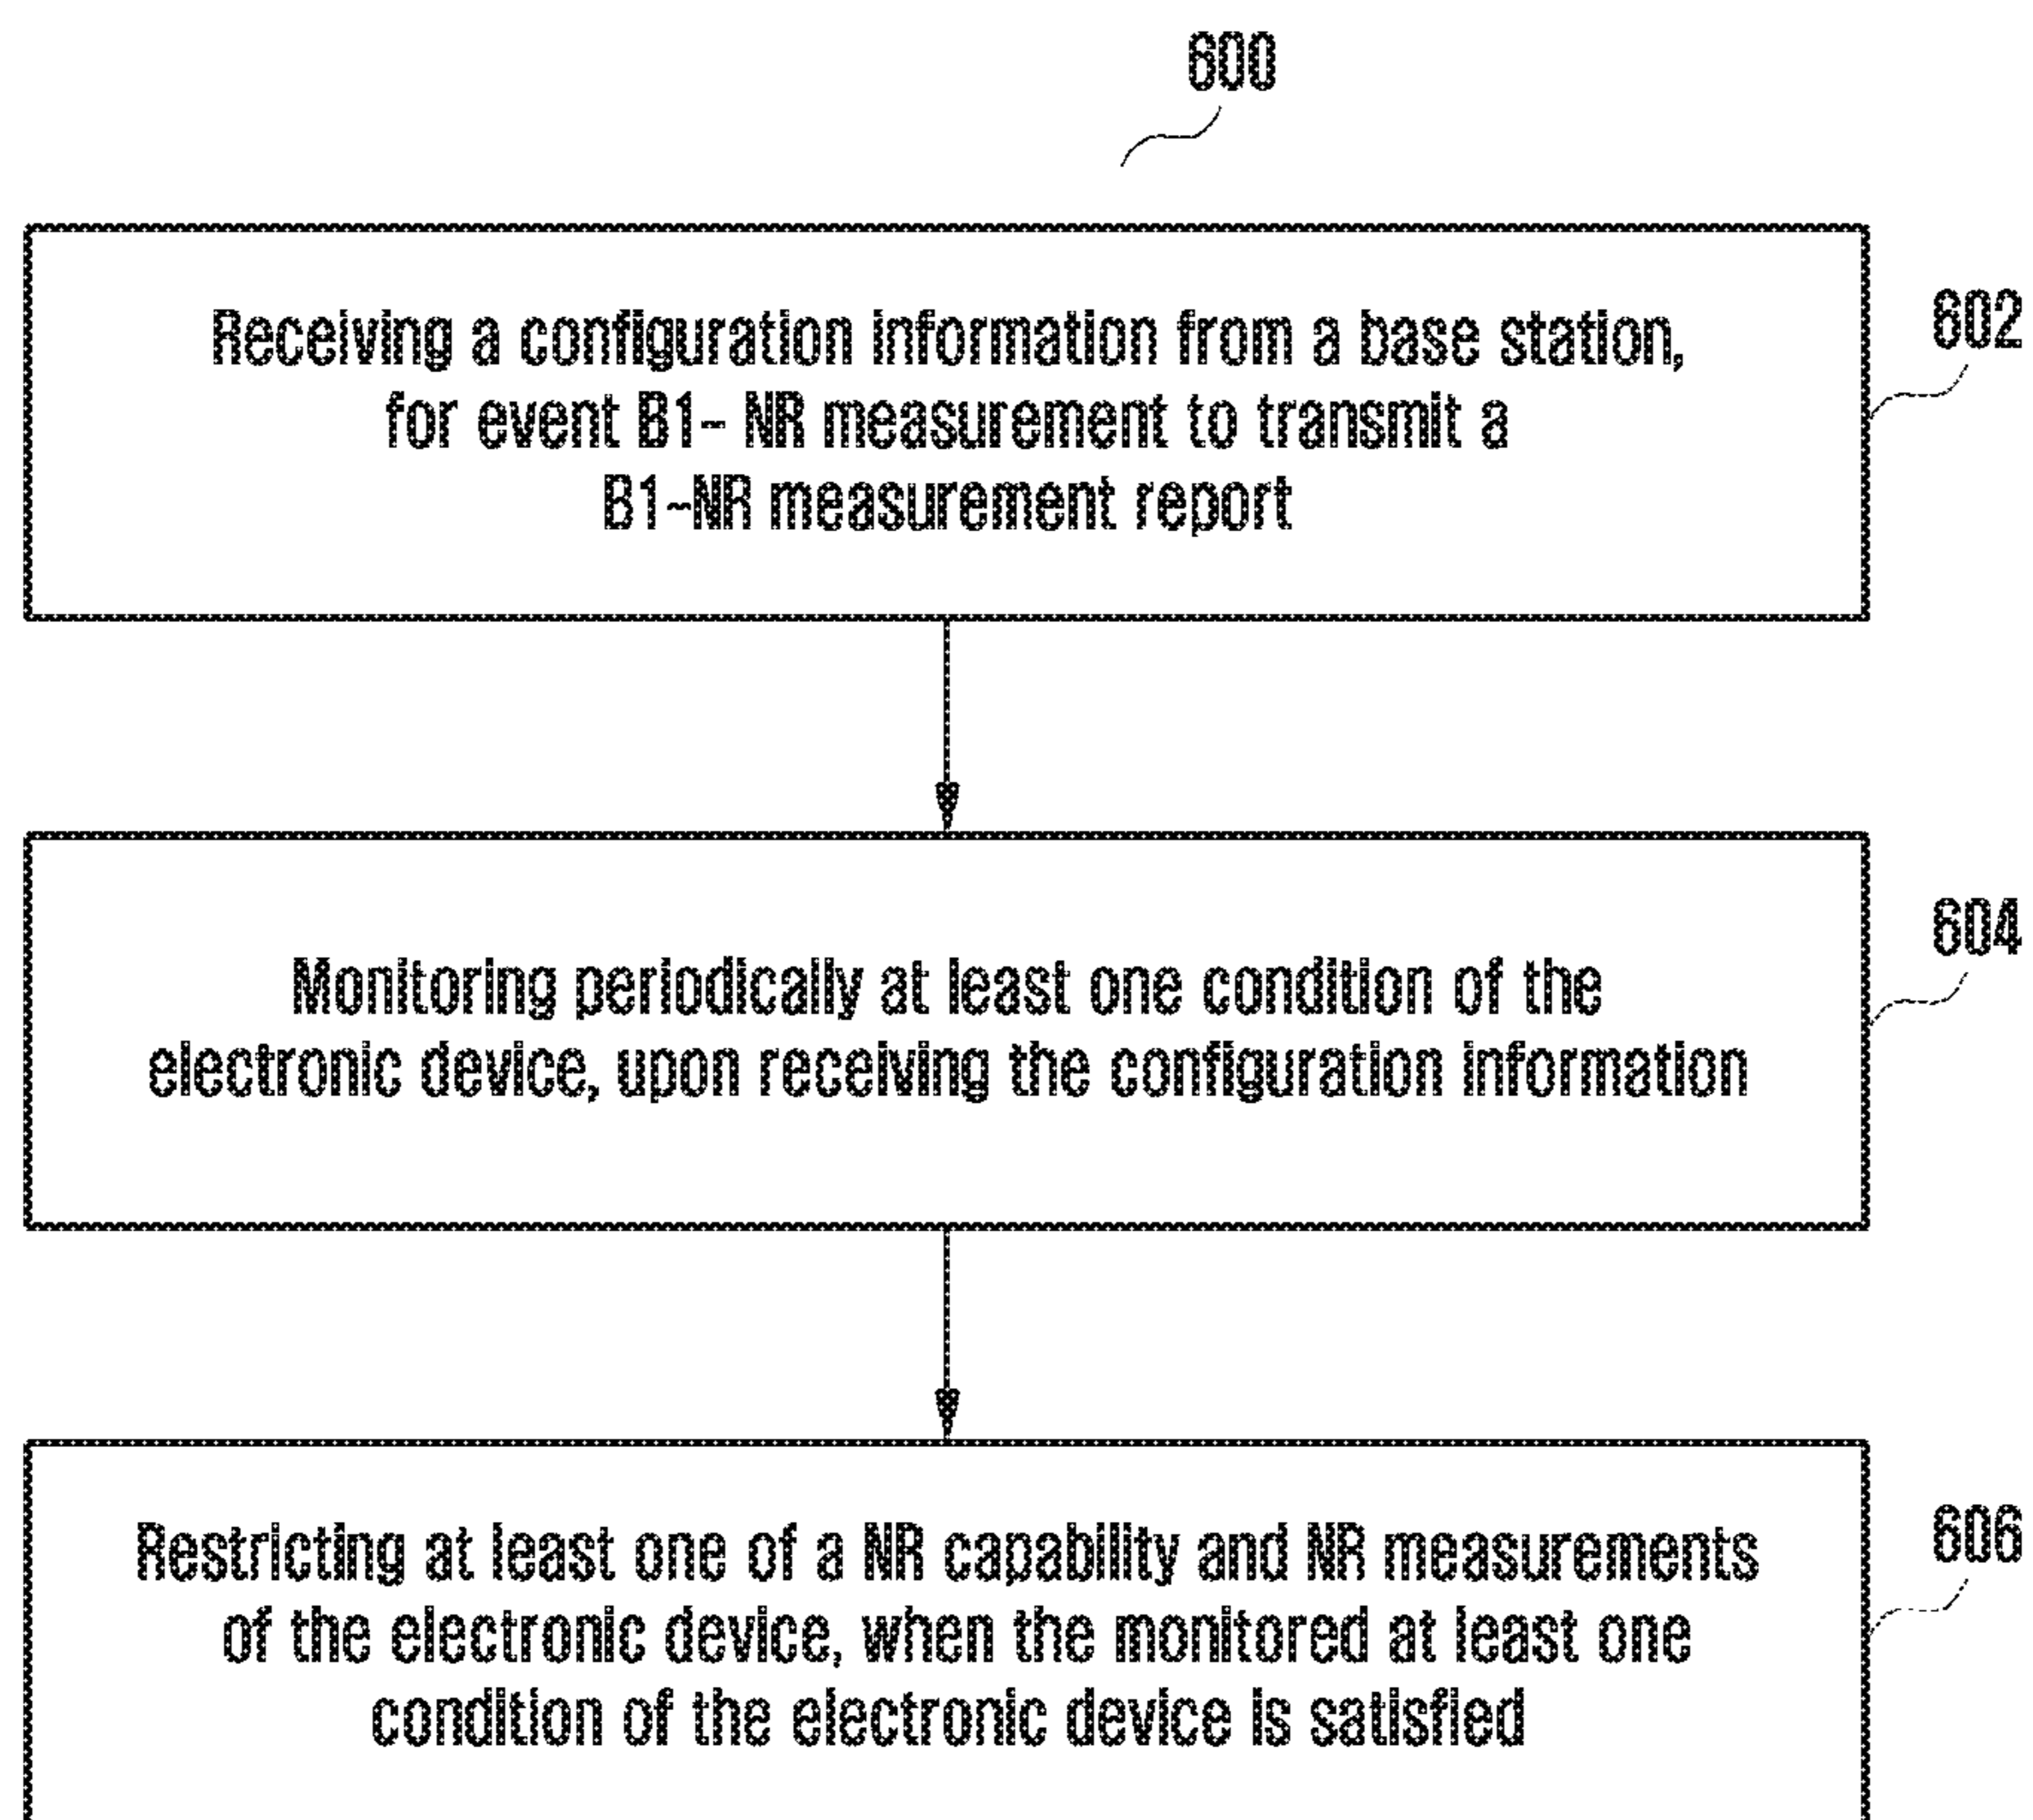 600
Receiving a configuration information from a base station,
for event B1- NR measurement to transmit a
B1-NR measurement report
602
Monitoring periodically at least one condition of the
electronic device, upon receiving the configuration information
604
Restricting at least one of a NR capability and NR measurements
of the electronic device, when the monitored at least one
condition of the electronic device is satisfied
606